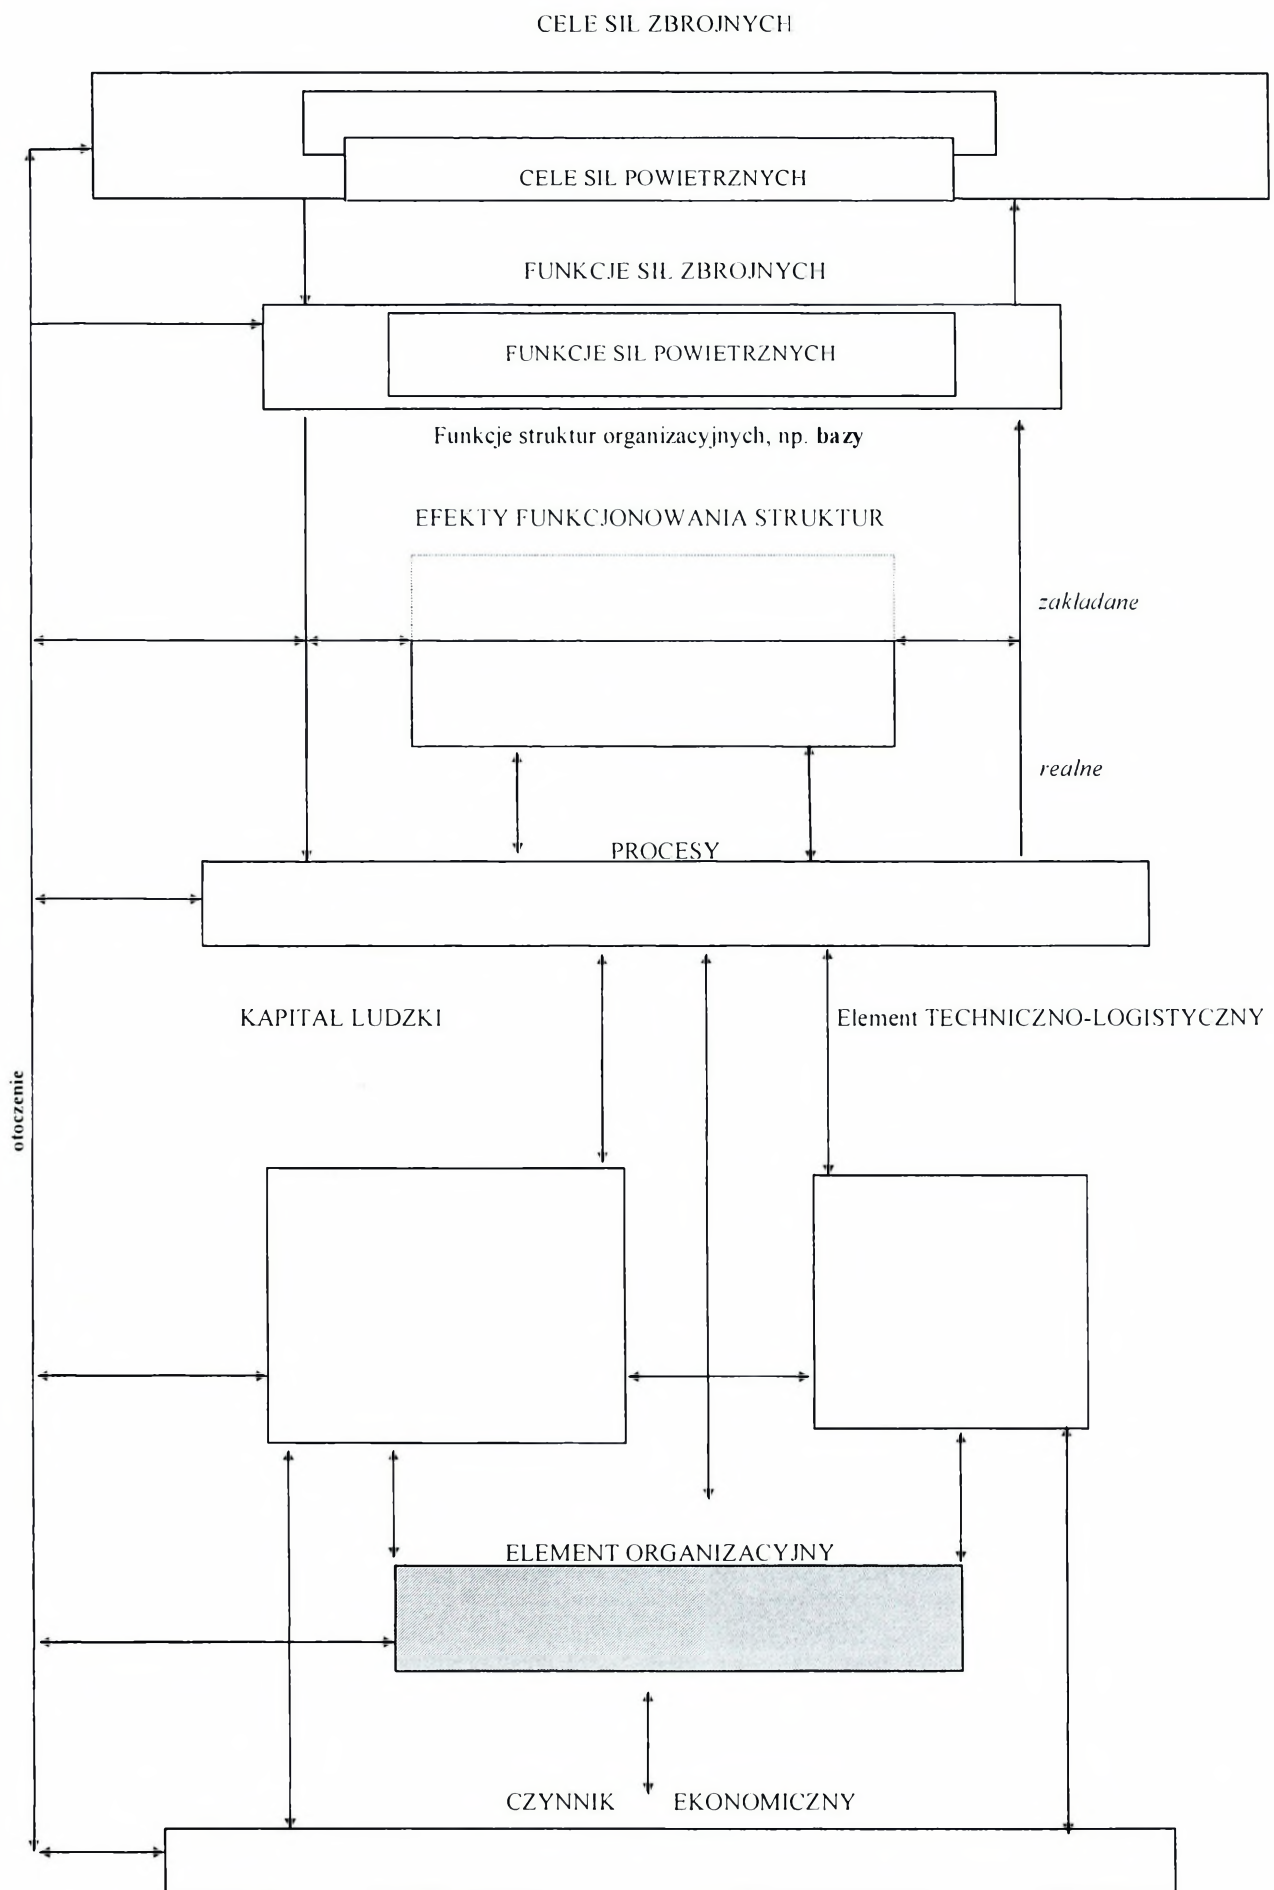 CELE SIŁ ZBROJNYCH
CELE SIŁ POWIETRZNYCH
FUNKCJE SIŁ ZBROJNYCH
FUNKCJE SIŁ POWIETRZNYCH
Funkcje struktur organizacyjnych, np. bazy
EFEKTY FUNKCJONOWANIA STRUKTUR
zakładane
realne
PROCESY
KAPITAŁ LUDZKI
Element TECHNICZNO-LOGISTYCZNY
otoczenie
ELEMENT ORGANIZACYJNY
CZYNNIK EKONOMICZNY